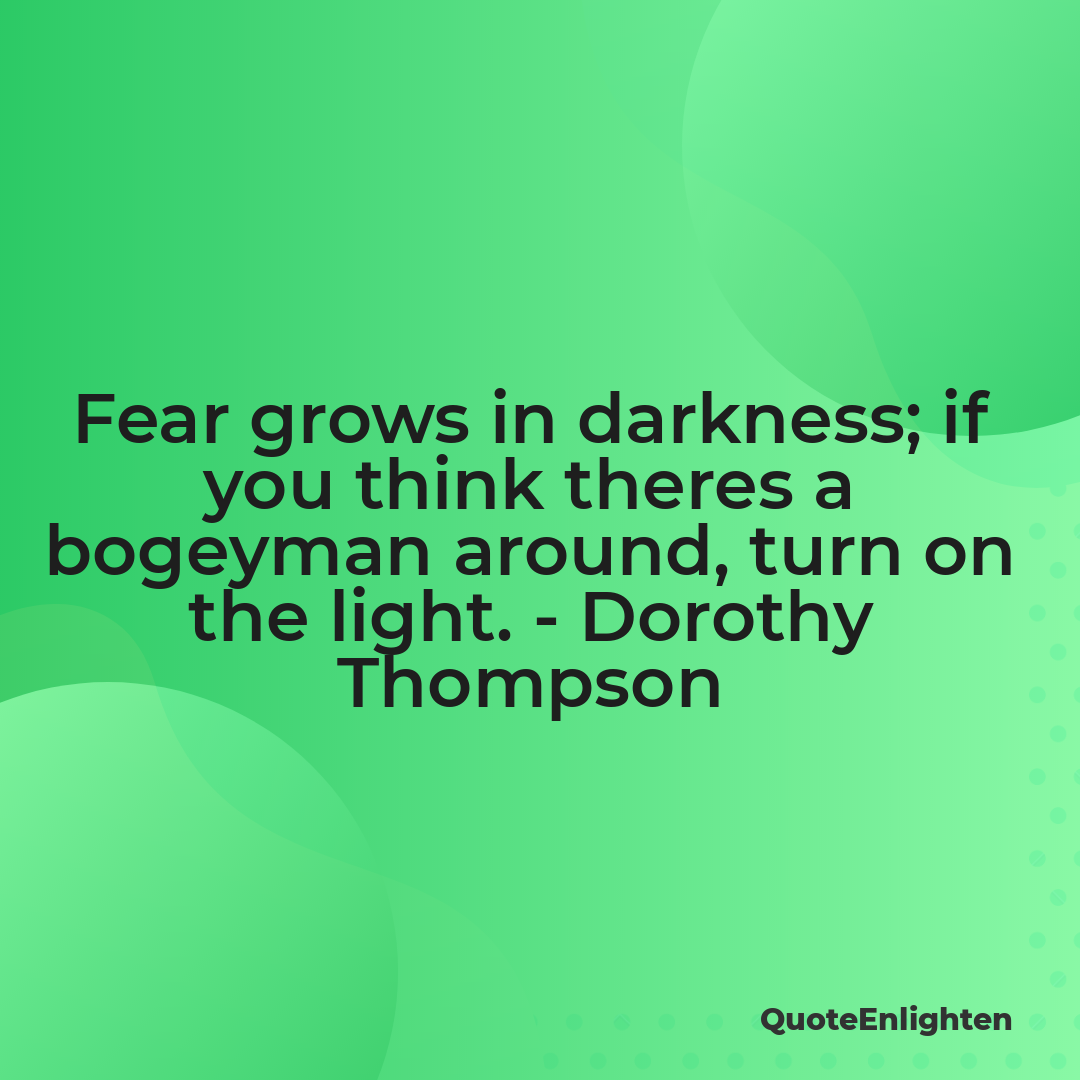 Fear grows in darkness; if
you think theres a
bogeyman around, turn on
the light. - Dorothy
Thompson
QuoteEnlighten